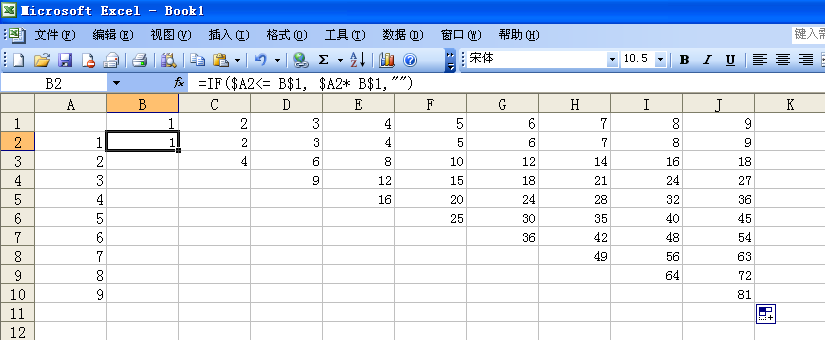 Microsoft Excel - Book1
文件(F) 编辑(E) 视图(V) 插入(I) 格式(O) 工具(T) 数据(D) 窗口(W) 帮助(H) 键入需
宋体 10.5 B I U
B2 fx =IF($A2<= B$1, $A2* B$1,"")
A B C D E F G H I J K
1 1 2 3 4 5 6 7 8 9
2 1 1 2 3 4 5 6 7 8 9
3 2 4 6 8 10 12 14 16 18
4 3 9 12 15 18 21 24 27
5 4 16 20 24 28 32 36
6 5 25 30 35 40 45
7 6 36 42 48 54
8 7 49 56 63
9 8 64 72
10 9 81
11
12